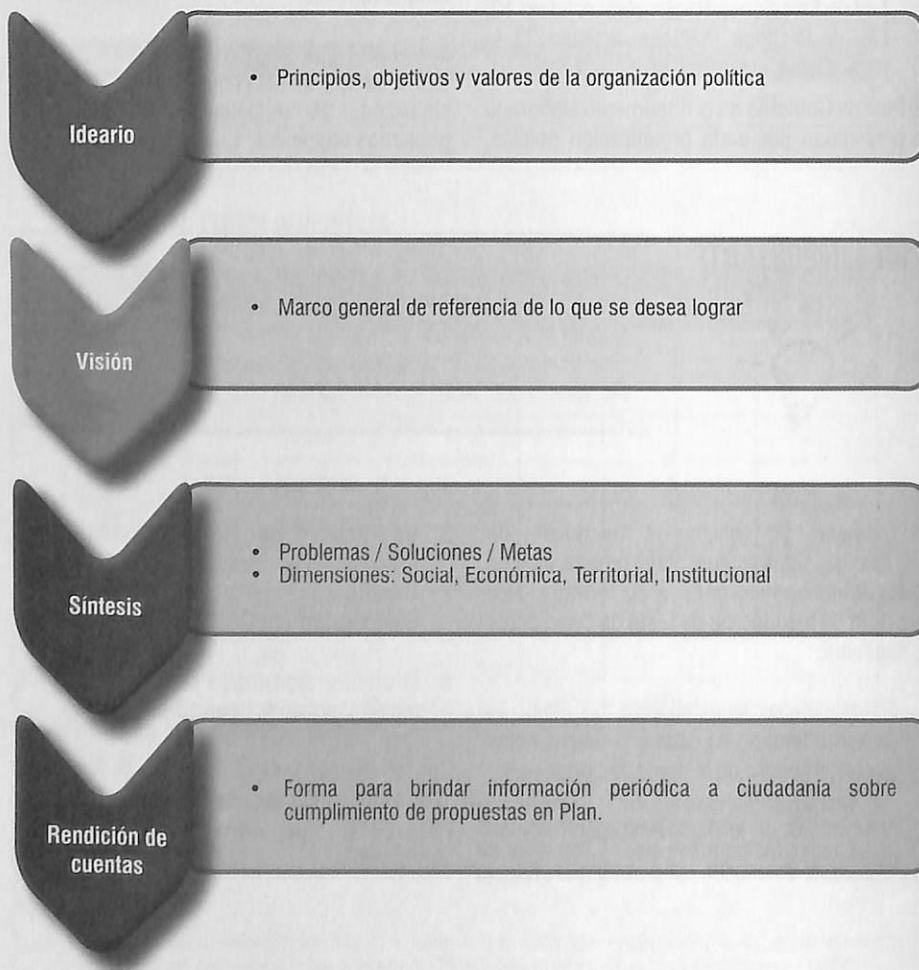 Ideario
• Principios, objetivos y valores de la organización política
Visión
• Marco general de referencia de lo que se desea lograr
Síntesis
• Problemas / Soluciones / Metas
• Dimensiones: Social, Económica, Territorial, Institucional
Rendición de
cuentas
• Forma para brindar información periódica a ciudadanía sobre
cumplimiento de propuestas en Plan.